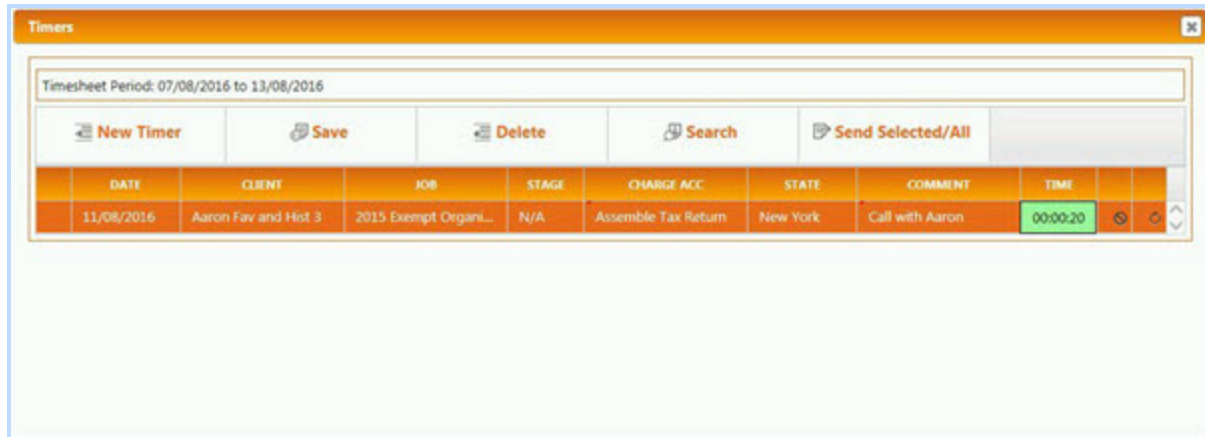 Timers
Timesheet Period: 07/08/2016 to 13/08/2016
New Timer Save Delete Search Send Selected/All
DATE CLIENT JOB STAGE CHARGE ACC STATE COMMENT TIME
11/08/2016 Aaron Fav and Hist 3 2015 Exempt Organi... N/A Assemble Tax Return New York Call with Aaron 00:00:20